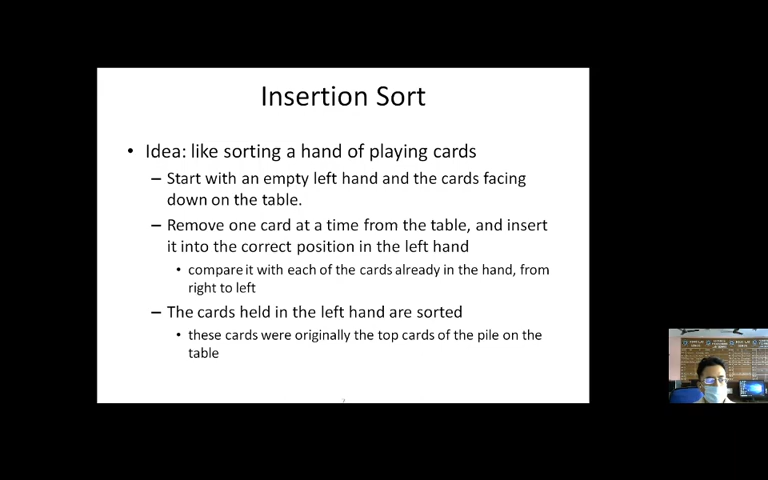 Insertion Sort
• Idea: like sorting a hand of playing cards
– Start with an empty left hand and the cards facing
down on the table.
– Remove one card at a time from the table, and insert
it into the correct position in the left hand
• compare it with each of the cards already in the hand, from
right to left
– The cards held in the left hand are sorted
• these cards were originally the top cards of the pile on the
table